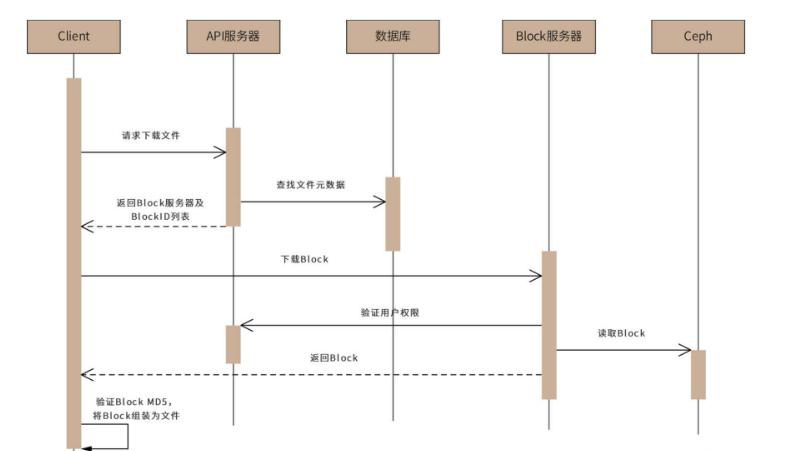 Client
API服务器
数据库
Block服务器
Ceph
请求下载文件
查找文件元数据
返回Block服务器及
BlockID列表
下载Block
验证用户权限
读取Block
返回Block
验证Block MD5，
将Block组装为文件